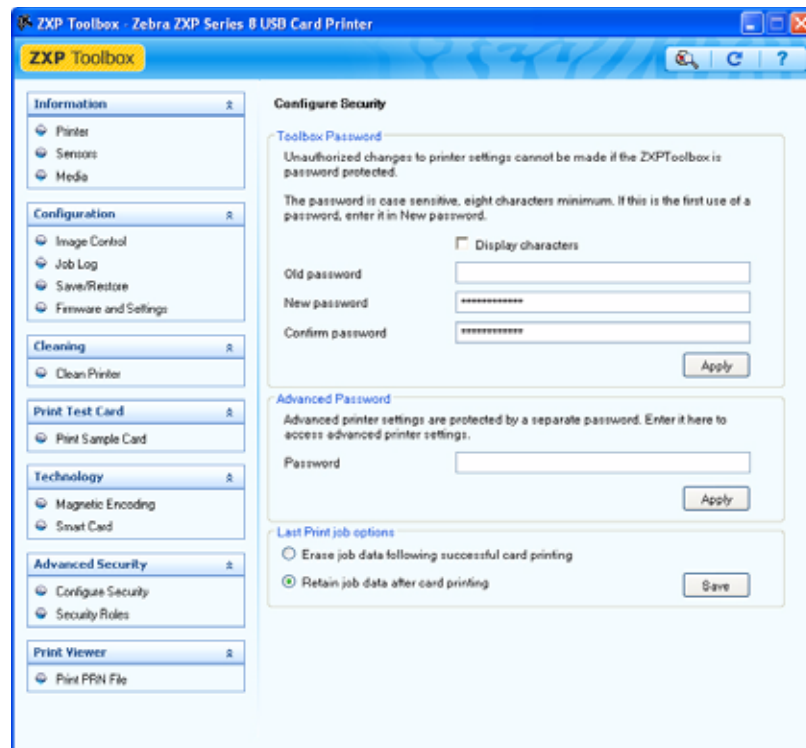 ZXP Toolbox - Zebra ZXP Series 8 USB Card Printer
ZXP Toolbox
?
Information
Printer
Sensors
Media
Configuration
Image Control
Job Log
Save/Restore
Firmware and Settings
Cleaning
Clean Printer
Print Test Card
Print Sample Card
Technology
Magnetic Encoding
Smart Card
Advanced Security
Configure Security
Security Roles
Print Viewer
Print PRN File
Configure Security
Toolbox Password
Unauthorized changes to printer settings cannot be made if the ZXPToolbox is
password protected.
The password is case sensitive, eight characters minimum. If this is the first use of a
password, enter it in New password.
Display characters
Old password
New password
************
Confirm password
************
Apply
Advanced Password
Advanced printer settings are protected by a separate password. Enter it here to
access advanced printer settings.
Password
Apply
Last Print job options
Erase job data following successful card printing
Retain job data after card printing
Save